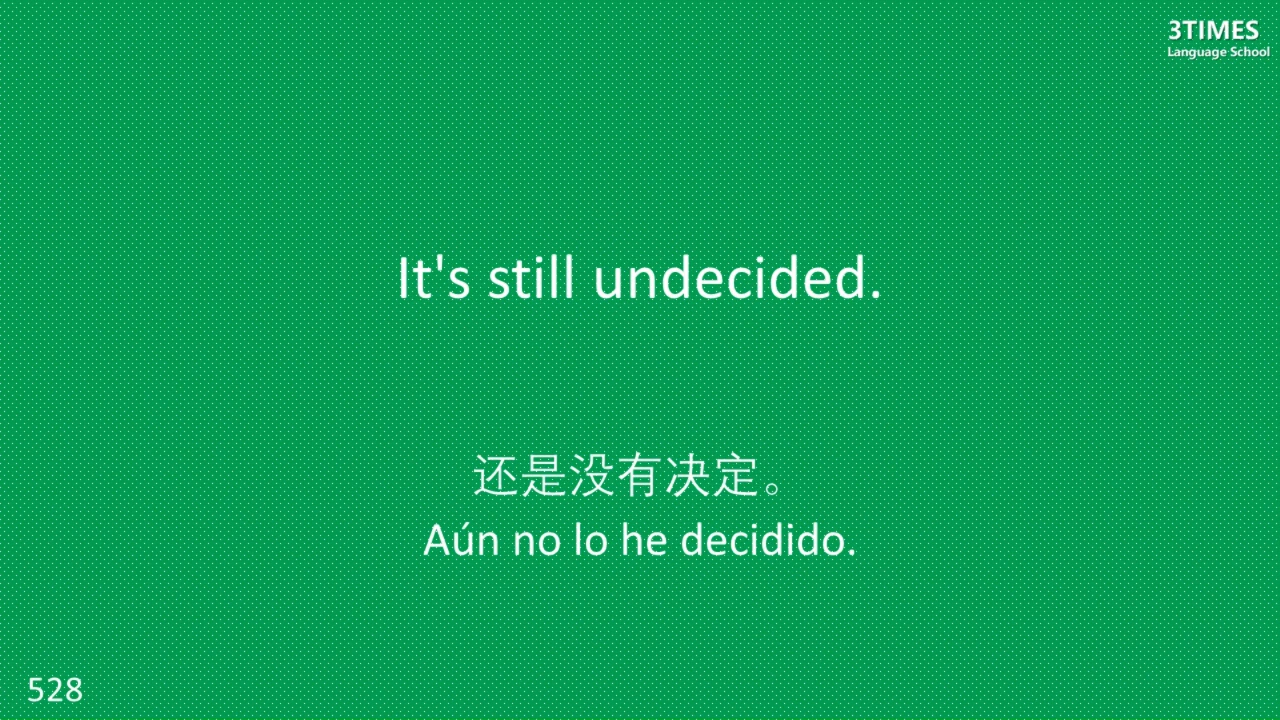 3TIMES
Language School
It's still undecided.
还是没有决定。
Aún no lo he decidido.
528